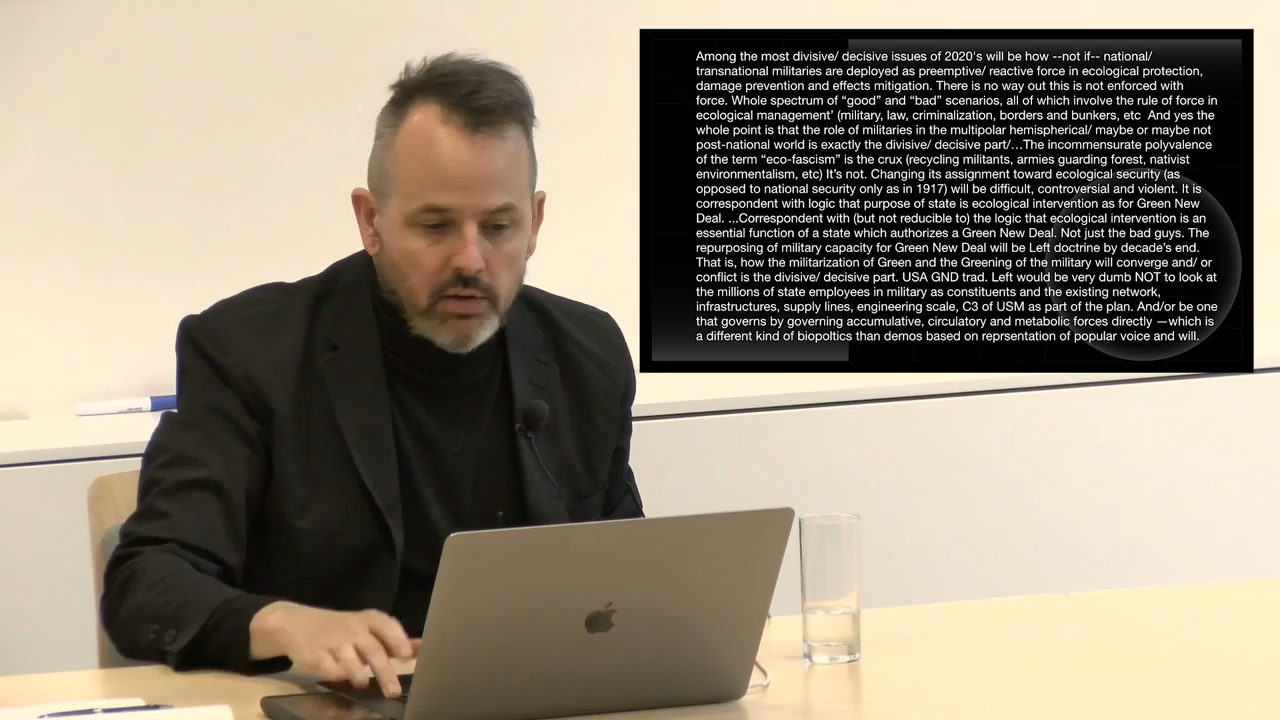 Among the most divisive/ decisive issues of 2020's will be how --not if-- national/
transnational militaries are deployed as preemptive/ reactive force in ecological protection,
damage prevention and effects mitigation. There is no way out this is not enforced with
force. Whole spectrum of “good” and “bad” scenarios, all of which involve the rule of force in
ecological management’ (military, law, criminalization, borders and bunkers, etc  And yes the
whole point is that the role of militaries in the multipolar hemispherical/ maybe or maybe not
post-national world is exactly the divisive/ decisive part/…The incommensurate polyvalence
of the term “eco-fascism” is the crux (recycling militants, armies guarding forest, nativist
environmentalism, etc) It’s not. Changing its assignment toward ecological security (as
opposed to national security only as in 1917) will be difficult, controversial and violent. It is
correspondent with logic that purpose of state is ecological intervention as for Green New
Deal. ...Correspondent with (but not reducible to) the logic that ecological intervention is an
essential function of a state which authorizes a Green New Deal. Not just the bad guys. The
repurposing of military capacity for Green New Deal will be Left doctrine by decade’s end.
That is, how the militarization of Green and the Greening of the military will converge and/ or
conflict is the divisive/ decisive part. USA GND trad. Left would be very dumb NOT to look at
the millions of state employees in military as constituents and the existing network,
infrastructures, supply lines, engineering scale, C3 of USM as part of the plan. And/or be one
that governs by governing accumulative, circulatory and metabolic forces directly —which is
a different kind of biopoltics than demos based on reprsentation of popular voice and will.